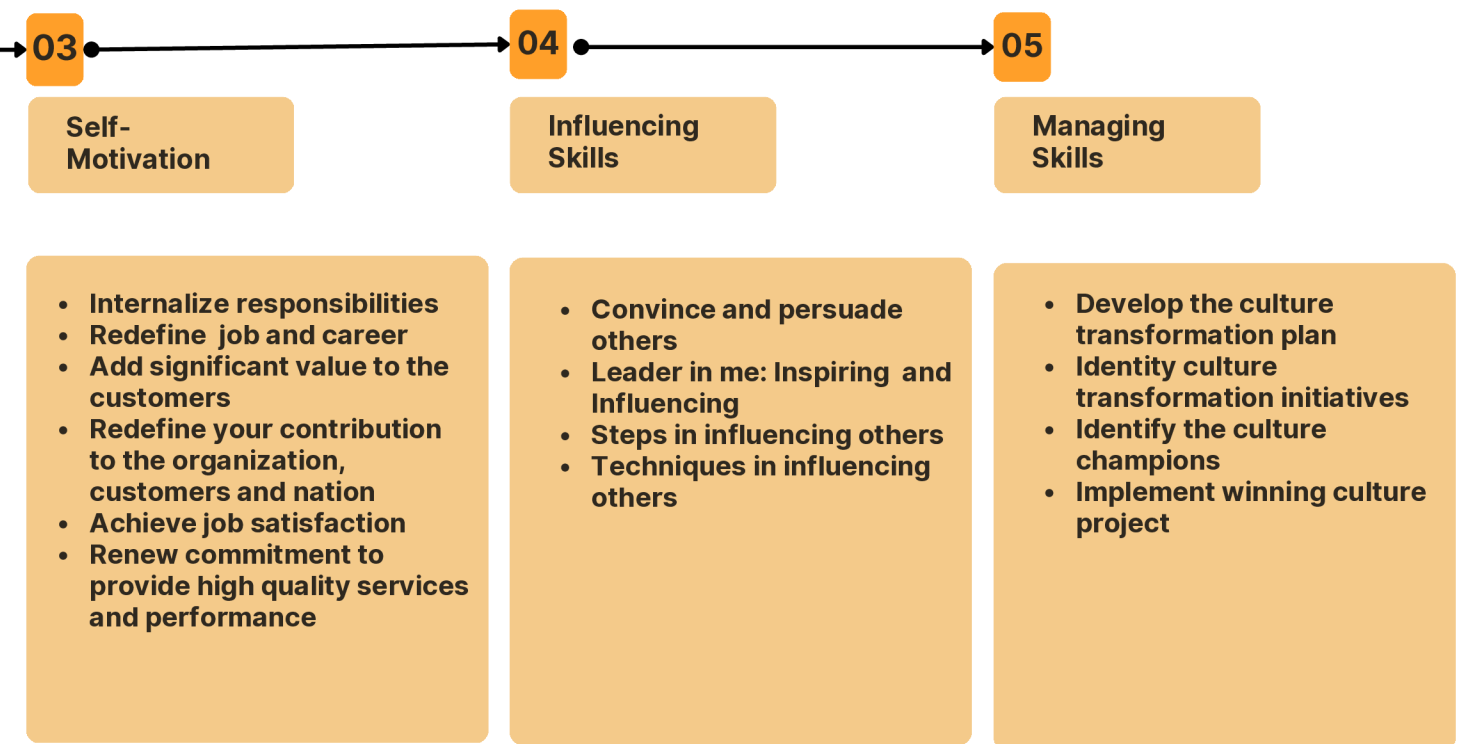 03
04
05
Self-
Motivation
Influencing
Skills
Managing
Skills
• Internalize responsibilities
• Redefine  job and career
• Add significant value to the
customers
• Redefine your contribution
to the organization,
customers and nation
• Achieve job satisfaction
• Renew commitment to
provide high quality services
and performance
• Convince and persuade
others
• Leader in me: Inspiring  and
Influencing
• Steps in influencing others
• Techniques in influencing
others
• Develop the culture
transformation plan
• Identity culture
transformation initiatives
• Identify the culture
champions
• Implement winning culture
project